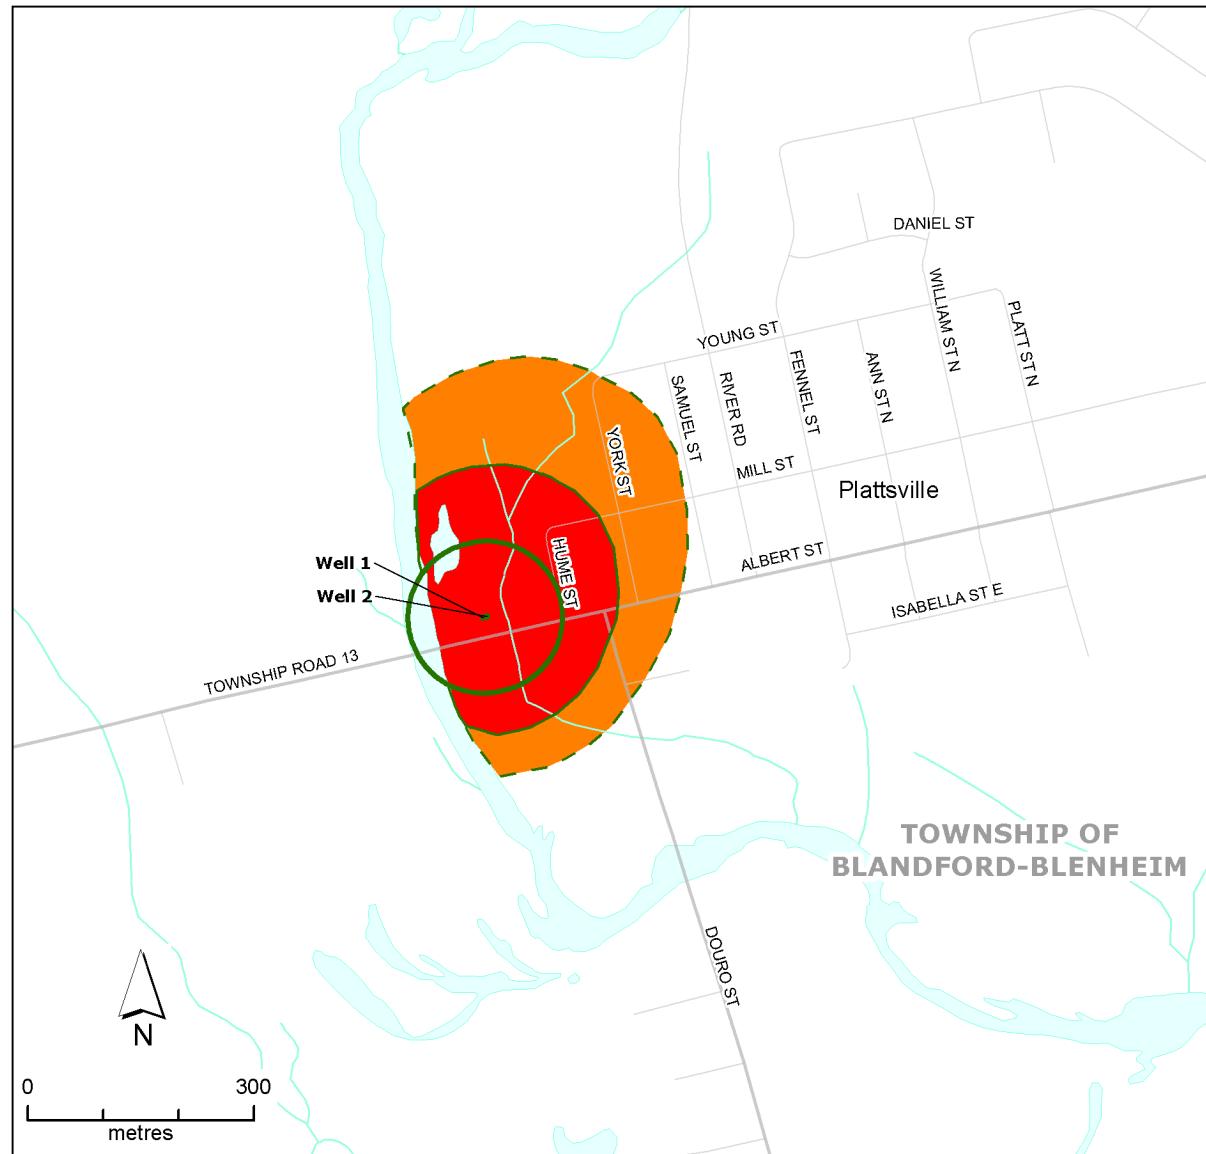 DANIEL ST
WILLIAM ST N
PLATT ST N
YOUNG ST
FENNEL ST
ANN ST N
RIVER RD
SAMUEL ST
YORK ST
MILL ST
Plattsville
HUME ST
ALBERT ST
Well 1
Well 2
ISABELLA ST E
TOWNSHIP ROAD 13
TOWNSHIP OF
BLANDFORD-BLENHEIM
DOURO ST
N
0 300
metres